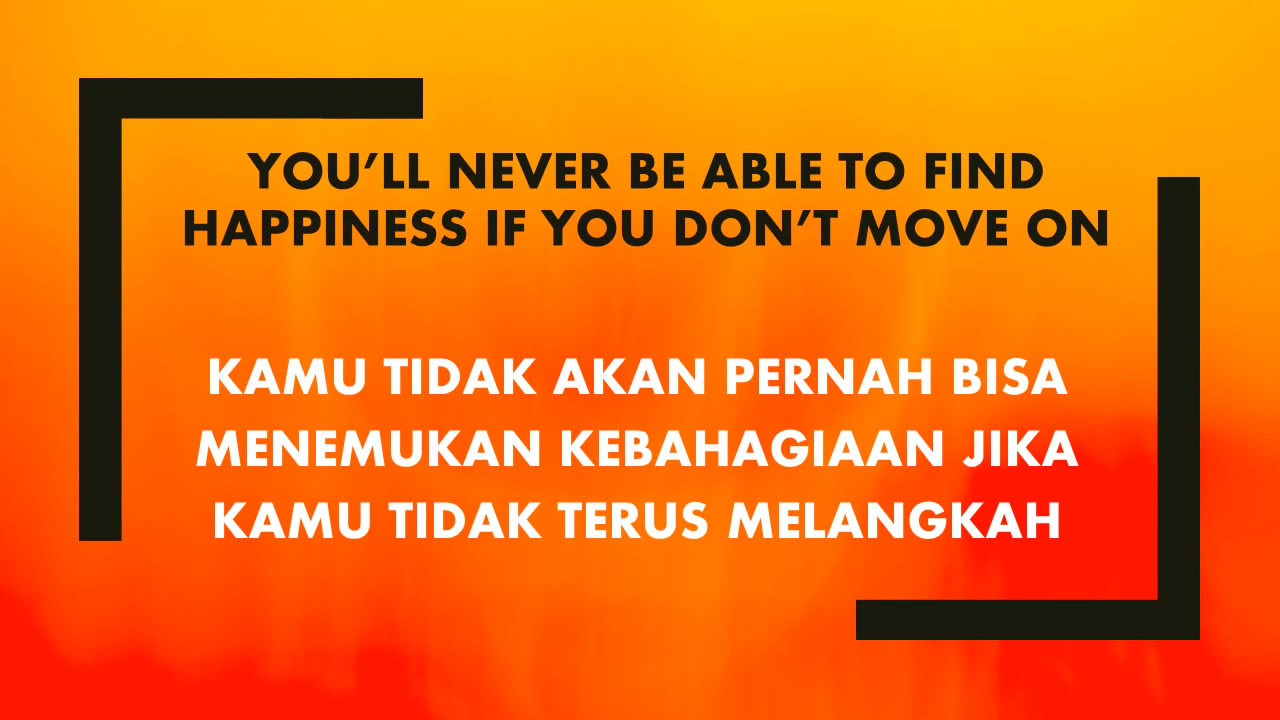 YOU’LL NEVER BE ABLE TO FIND
HAPPINESS IF YOU DON’T MOVE ON
KAMU TIDAK AKAN PERNAH BISA
MENEMUKAN KEBAHAGIAAN JIKA
KAMU TIDAK TERUS MELANGKAH